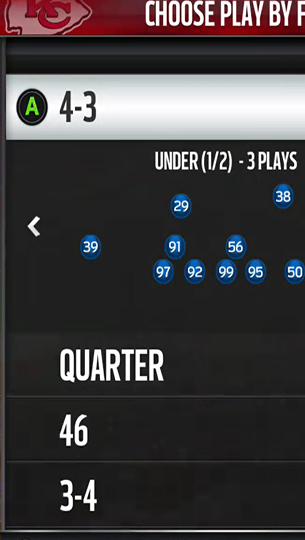 KC
CHOOSE PLAY BY F
A 4-3
UNDER (1/2) - 3 PLAYS
38
29
39 91 56
97 92 99 95 50
QUARTER
46
3-4